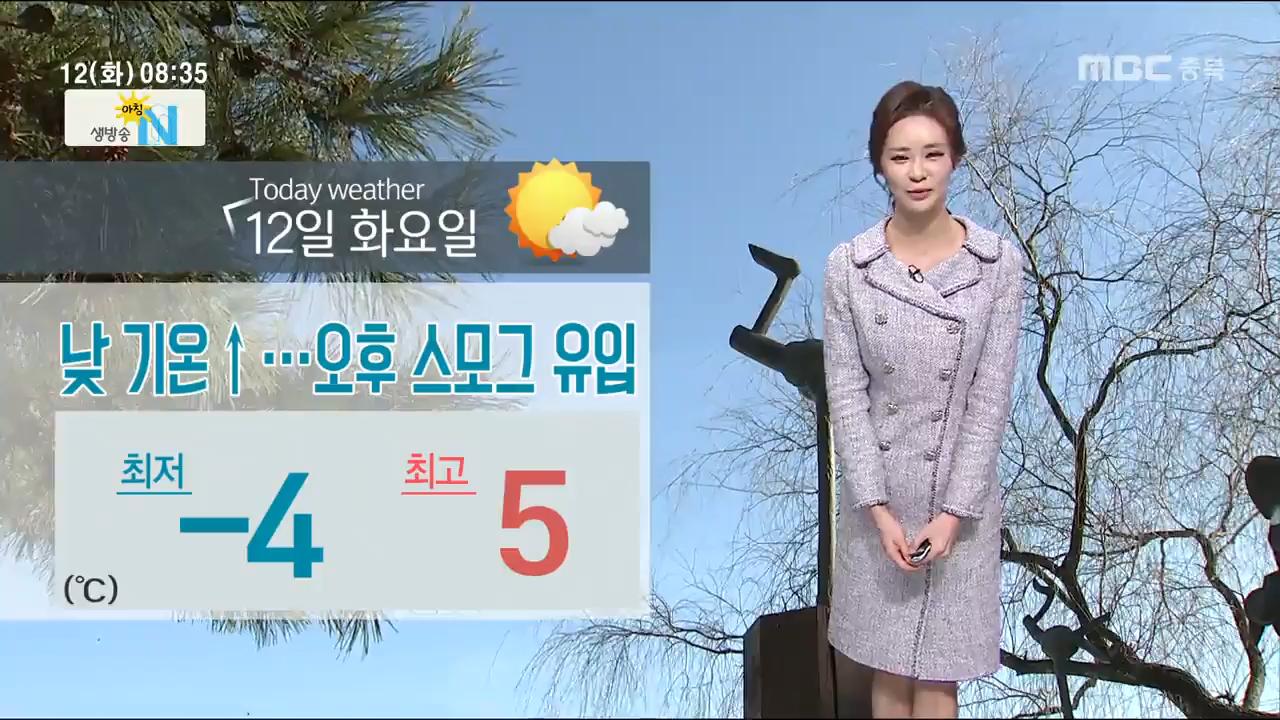 12(화) 08:35
MBC 충북
아침
생방송 N
Today weather
12일 화요일
낮 기온↑…오후 스모그 유입
최저 최고
-4 5
(℃)